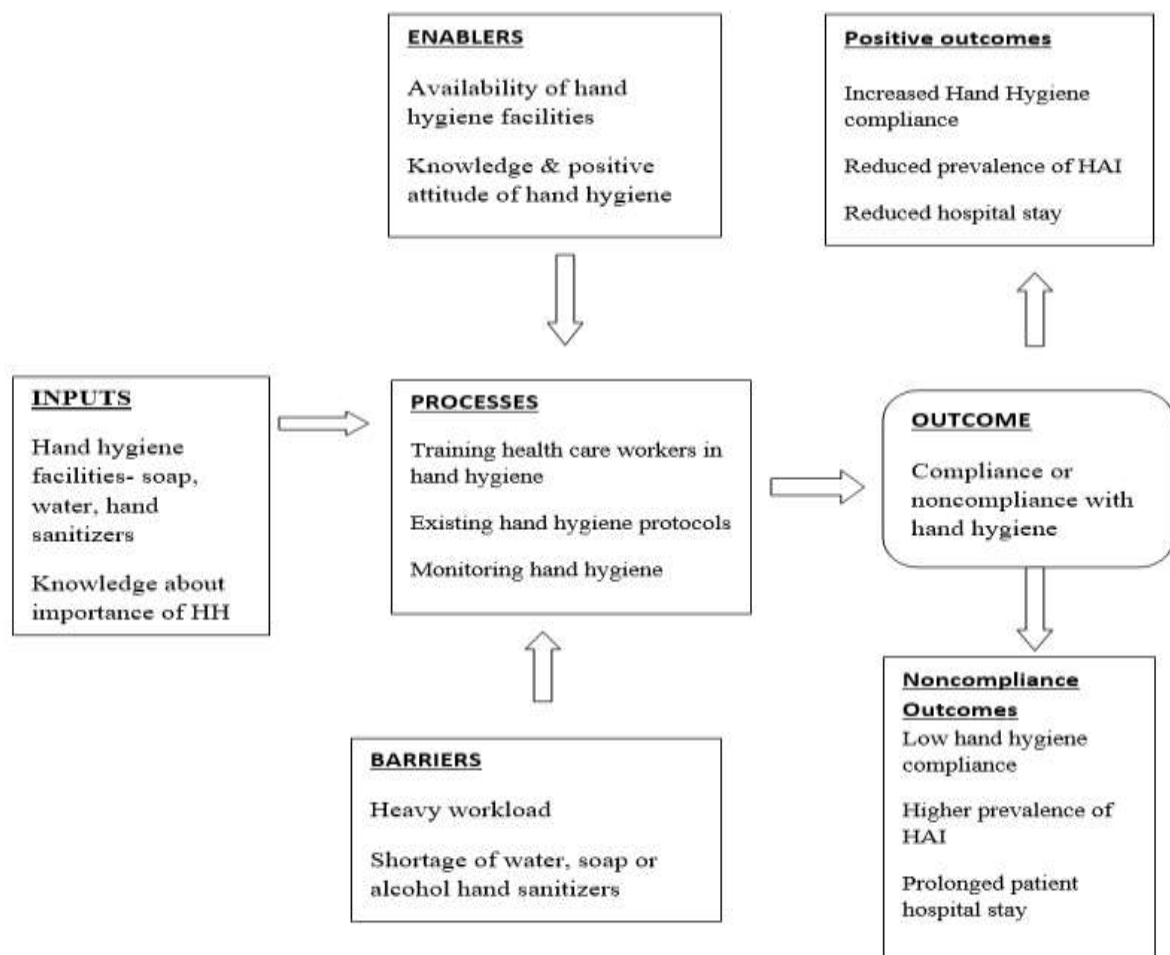 ENABLERS
Availability of hand
hygiene facilities
Knowledge & positive
attitude of hand hygiene
Positive outcomes
Increased Hand Hygiene
compliance
Reduced prevalence of HAI
Reduced hospital stay
INPUTS
Hand hygiene
facilities- soap,
water, hand
sanitizers
Knowledge about
importance of HH
PROCESSES
Training health care workers in
hand hygiene
Existing hand hygiene protocols
Monitoring hand hygiene
OUTCOME
Compliance or
noncompliance with
hand hygiene
BARRIERS
Heavy workload
Shortage of water, soap or
alcohol hand sanitizers
Noncompliance
Outcomes
Low hand hygiene
compliance
Higher prevalence of
HAI
Prolonged patient
hospital stay